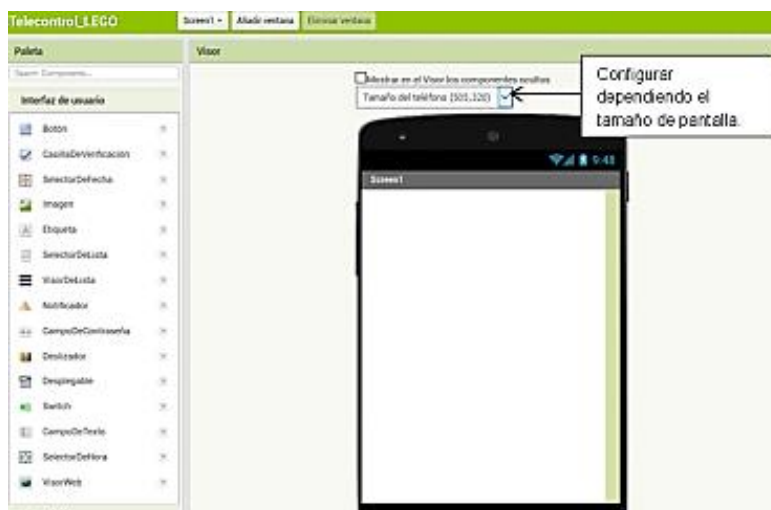 Telecontrol_LEGO
Screen1
Añadir ventana
Eliminar ventana
Paleta
Visor
Search Components...
Mostrar en el Visor los componentes ocultos
Tamaño del teléfono (505,320)
Configurar
dependiendo el
tamaño de pantalla.
Interfaz de usuario
Botón
CasillaDeVerificación
SelectorDeFecha
Imagen
Etiqueta
SelectorDeLista
VisorDeLista
Notificador
CampoDeContraseña
Deslizador
Desplegable
Switch
CampoDeTexto
SelectorDeHora
VisorWeb
9:48
Screen1